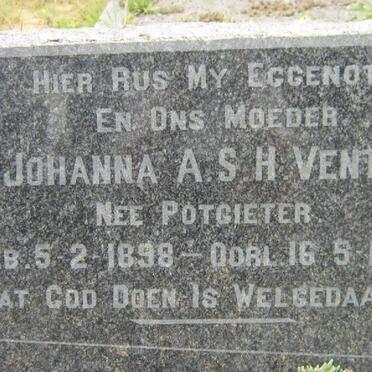 HIER RUS MY EGGENOT
EN ONS MOEDER
JOHANNA A.S.H. VENT
NEE POTGIETER
B. 5-2-1898 - OORL. 16-5-1
AT GOD DOEN IS WELGEDAA